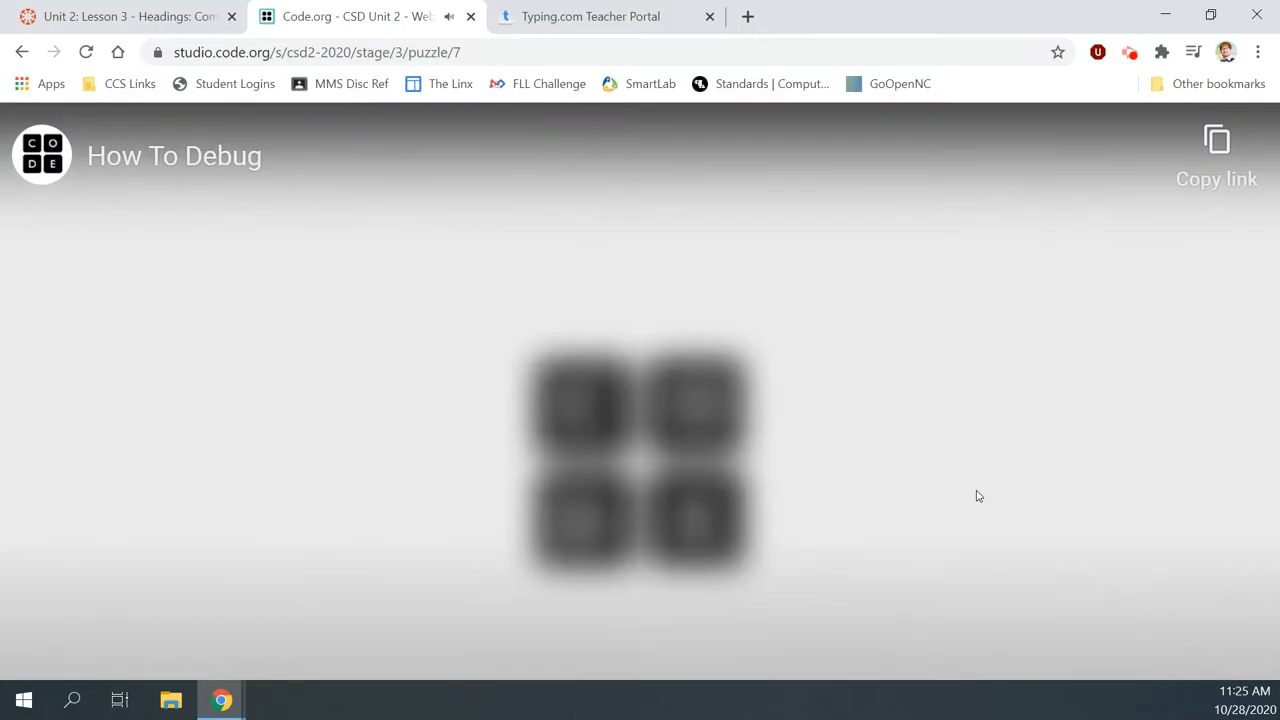 Unit 2: Lesson 3 - Headings: Com
Code.org - CSD Unit 2 - Web
Typing.com Teacher Portal
studio.code.org/s/csd2-2020/stage/3/puzzle/7
Apps
CCS Links
Student Logins
MMS Disc Ref
The Linx
FLL Challenge
SmartLab
Standards | Comput...
GoOpenNC
Other bookmarks
C O
D E
How To Debug
Copy link
11:25 AM
10/28/2020